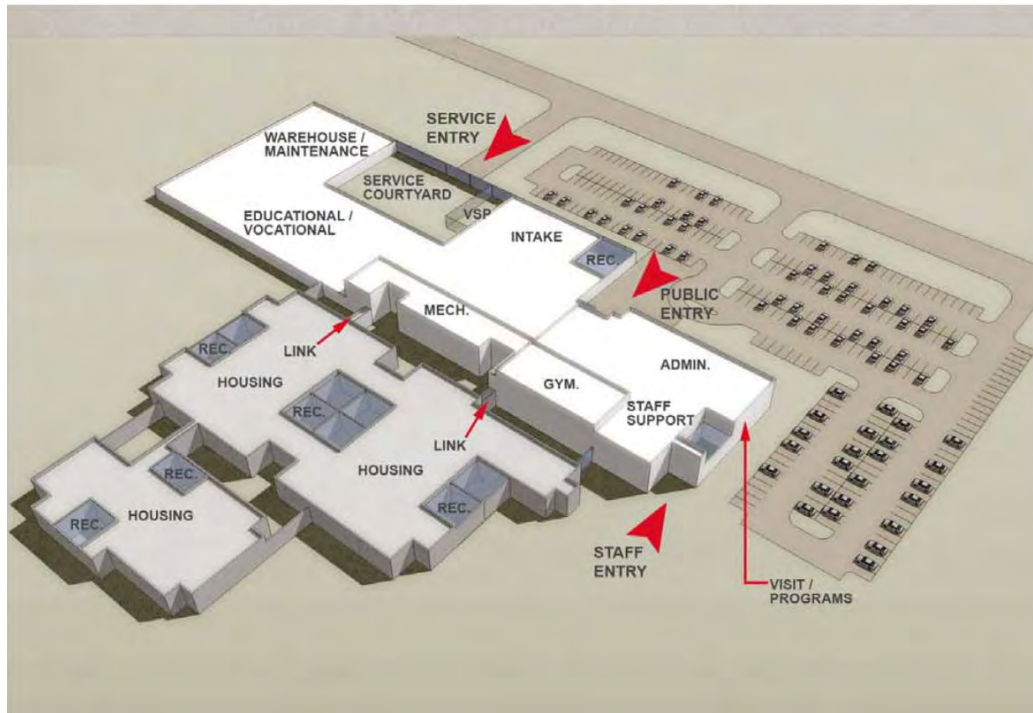 SERVICE
ENTRY
WAREHOUSE /
MAINTENANCE
SERVICE
COURTYARD
VSP
EDUCATIONAL /
VOCATIONAL
INTAKE
REC.
PUBLIC
ENTRY
MECH.
LINK
REC.
HOUSING
ADMIN.
GYM.
STAFF
SUPPORT
REC.
LINK
HOUSING
REC.
REC.
HOUSING
REC.
STAFF
ENTRY
VISIT /
PROGRAMS